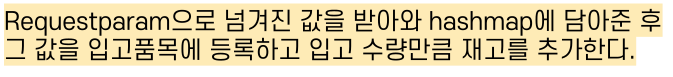 Requestparam으로 넘겨진 값을 받아와 hashmap에 담아준 후
그 값을 입고품목에 등록하고 입고 수량만큼 재고를 추가한다.